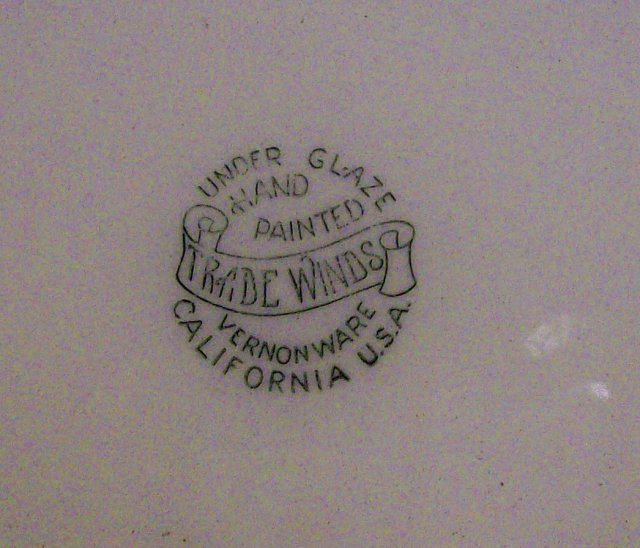 UNDER GLAZE
HAND
PAINTED
TRADE WINDS
VERNONWARE
CALIFORNIA U.S.A.